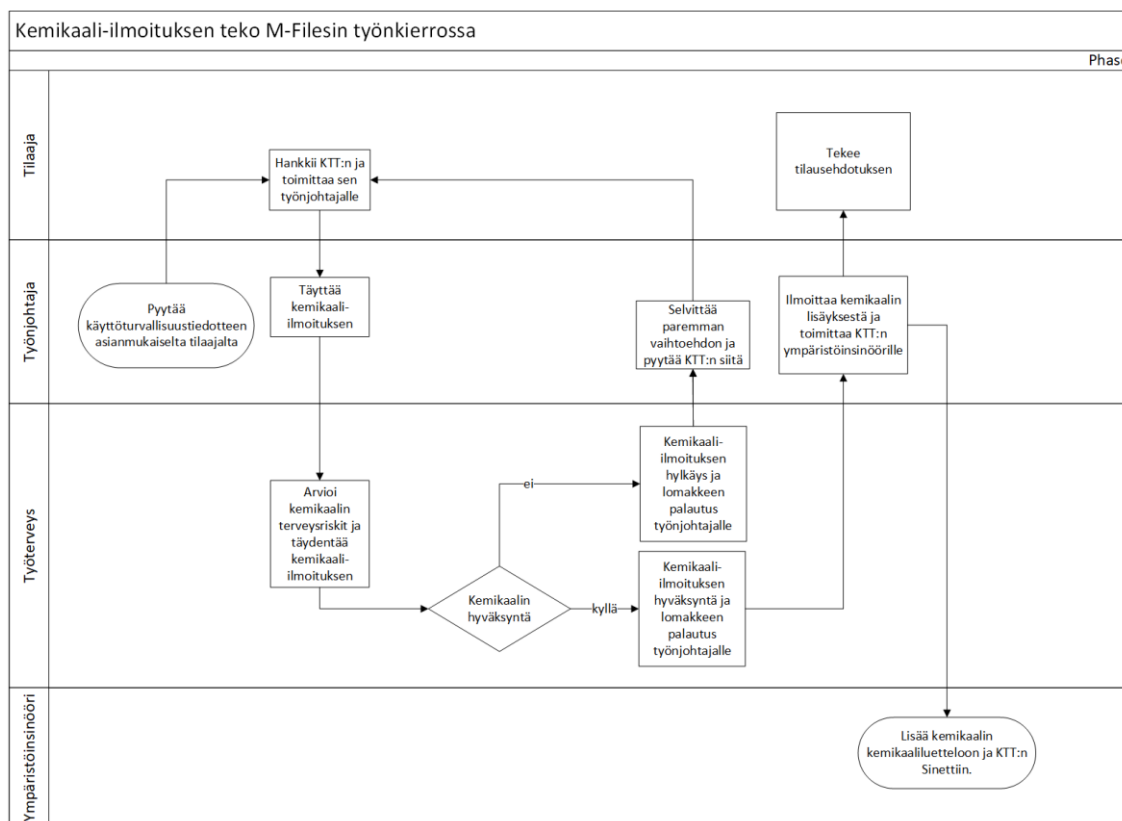 Kemikaali-ilmoituksen teko M-Filesin työnkierrossa
Phase
Tilaaja
Hankkii KTT:n ja
toimittaa sen
työnjohtajalle
Tekee
tilausehdotuksen
Työnjohtaja
Pyytää
käyttöturvallisuustiedotteen
asianmukaiselta tilaajalta
Täyttää
kemikaali-
ilmoituksen
Selvittää
paremman
vaihtoehdon ja
pyytää KTT:n siitä
Ilmoittaa kemikaalin
lisäyksestä ja
toimittaa KTT:n
ympäristöinsinöörille
Työterveys
Arvioi
kemikaalin
terveysriskit ja
täydentää
kemikaali-
ilmoituksen
Kemikaalin
hyväksyntä
ei
Kemikaali-
ilmoituksen
hylkäys ja
lomakkeen
palautus
työnjohtajalle
kyllä
Kemikaali-
ilmoituksen
hyväksyntä ja
lomakkeen
palautus
työnjohtajalle
Ympäristöinsinööri
Lisää kemikaalin
kemikaaliluetteloon ja KTT:n
Sinettiin.